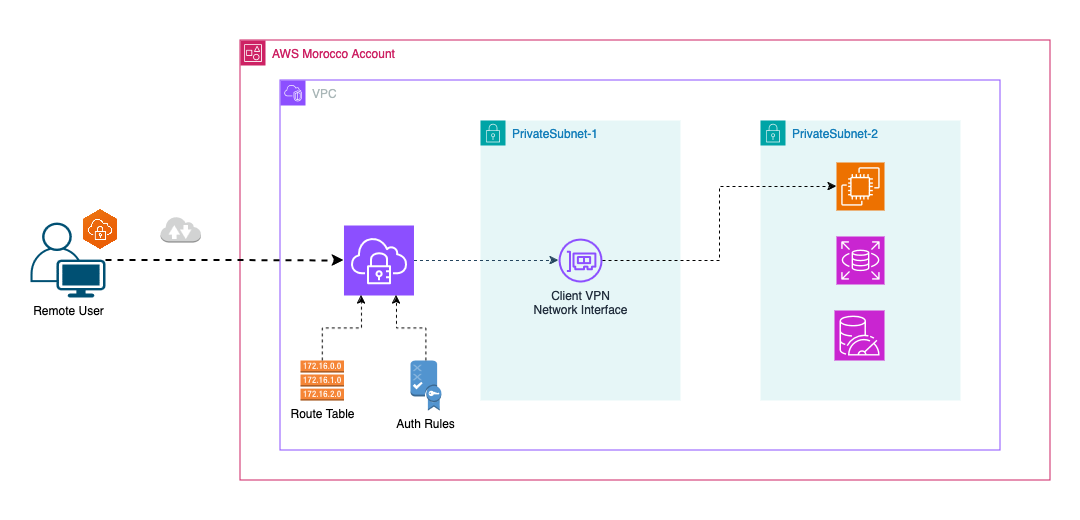 AWS Morocco Account
VPC
PrivateSubnet-1
PrivateSubnet-2
Remote User
Client VPN
Network Interface
172.16.0.0
172.16.1.0
172.16.2.0
Route Table
Auth Rules